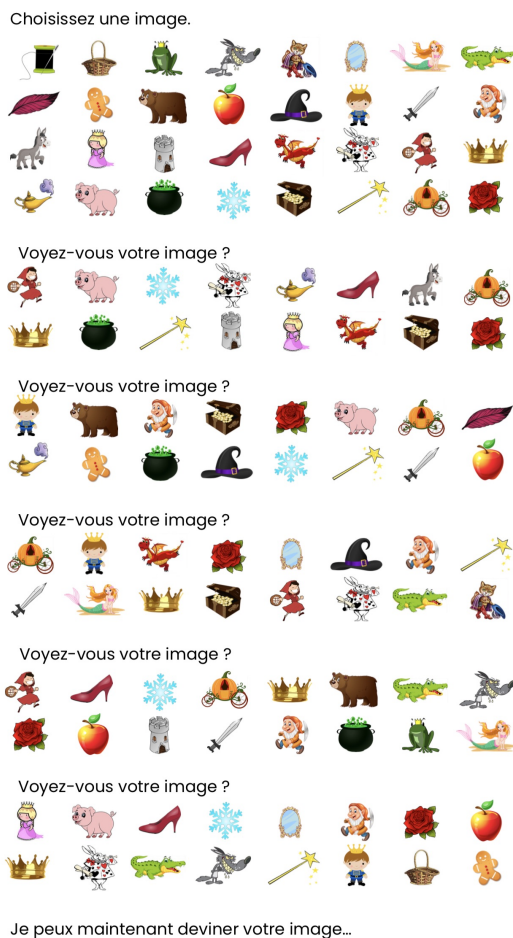 Choisissez une image.
Voyez-vous votre image ?
Voyez-vous votre image ?
Voyez-vous votre image ?
Voyez-vous votre image ?
Voyez-vous votre image ?
Je peux maintenant deviner votre image...